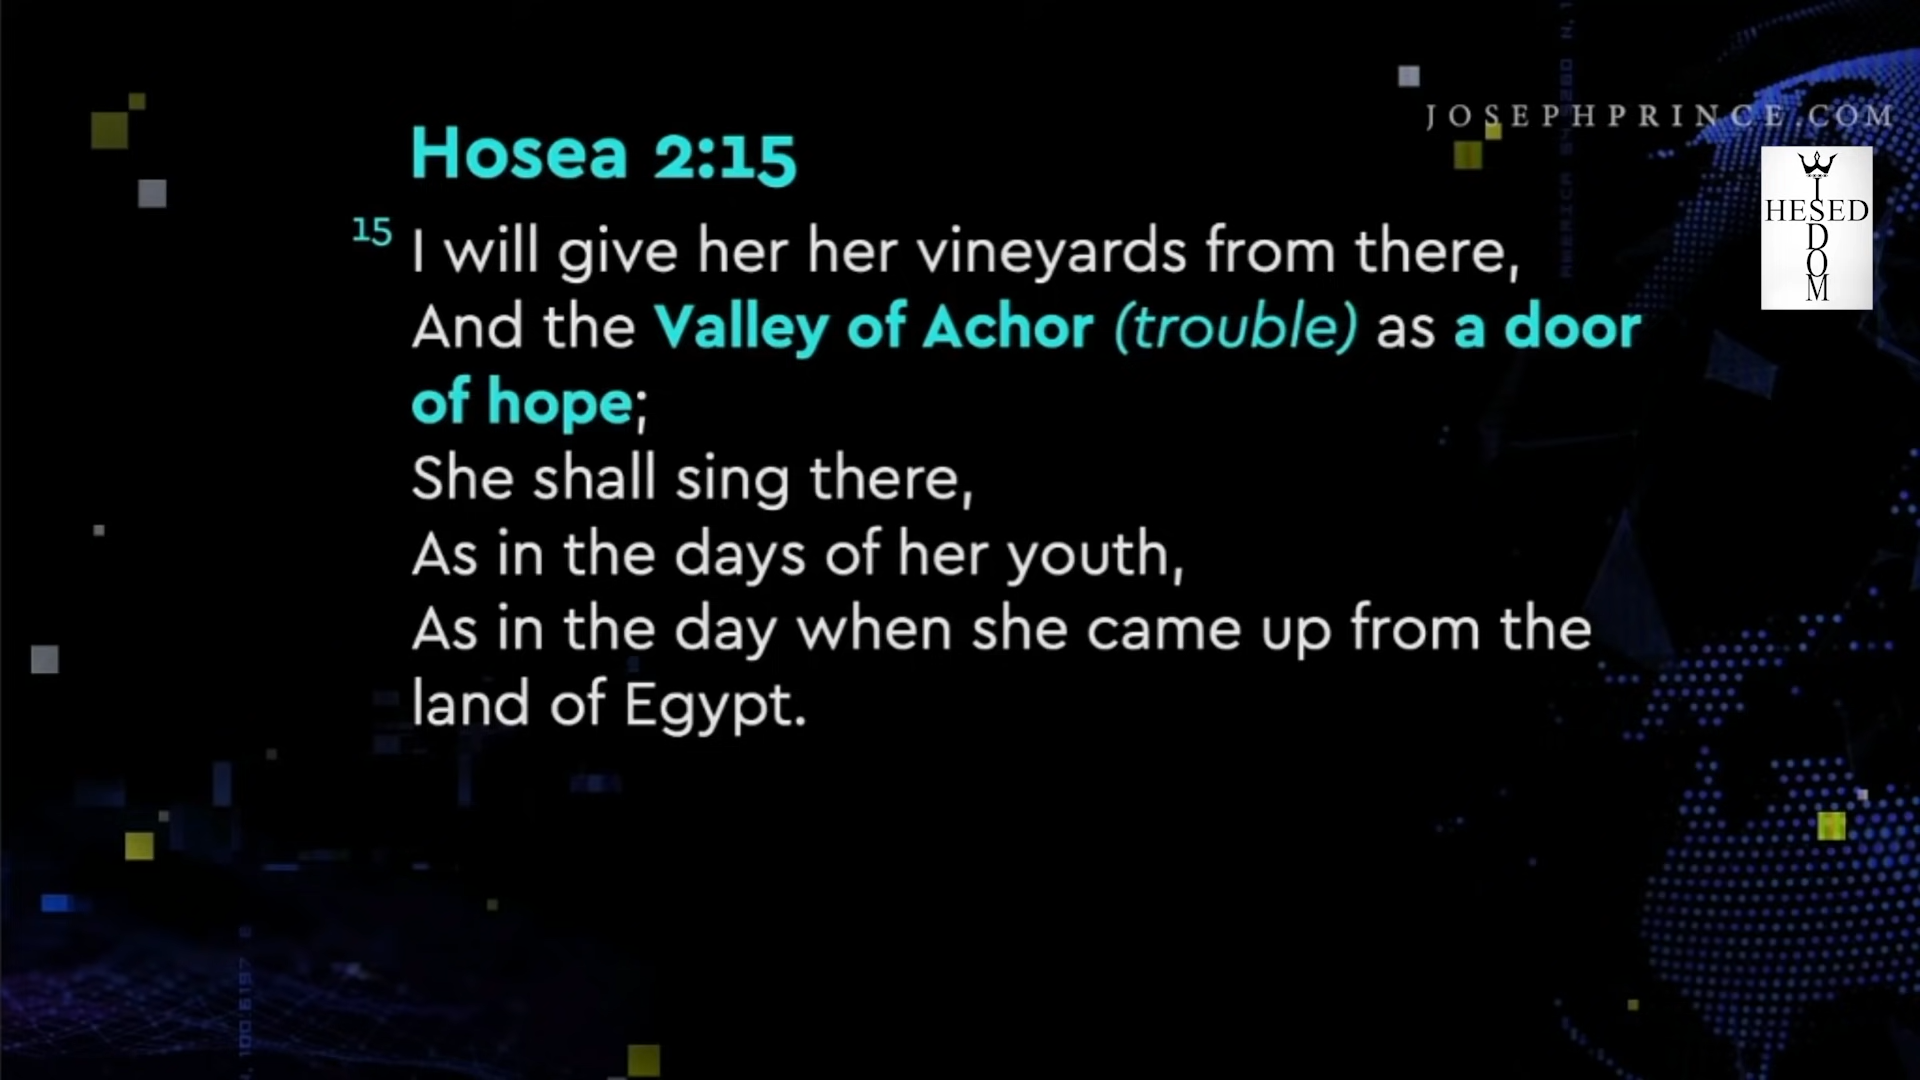 JOSEPHPRINCE.COM
Hosea 2:15
15 I will give her her vineyards from there,
And the Valley of Achor (trouble) as a door
of hope;
She shall sing there,
As in the days of her youth,
As in the day when she came up from the
land of Egypt.
HESED
WISDOM